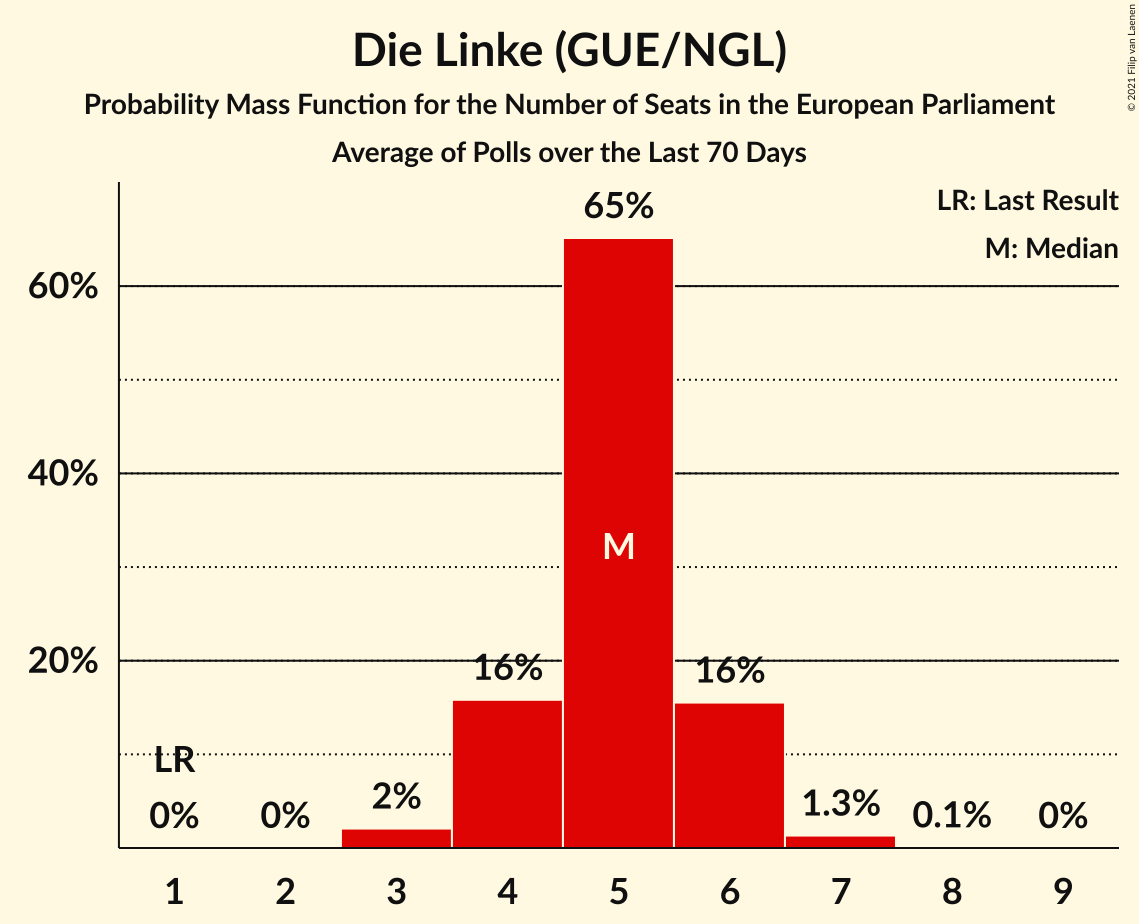 Die Linke (GUE/NGL)
Probability Mass Function for the Number of Seats in the European Parliament
Average of Polls over the Last 70 Days
© 2021 Filip van Laenen
LR: Last Result
M: Median
65%
60%
40%
M
20%
16%
16%
LR
0%
0%
2%
1.3%
0.1%
0%
1 2 3 4 5 6 7 8 9